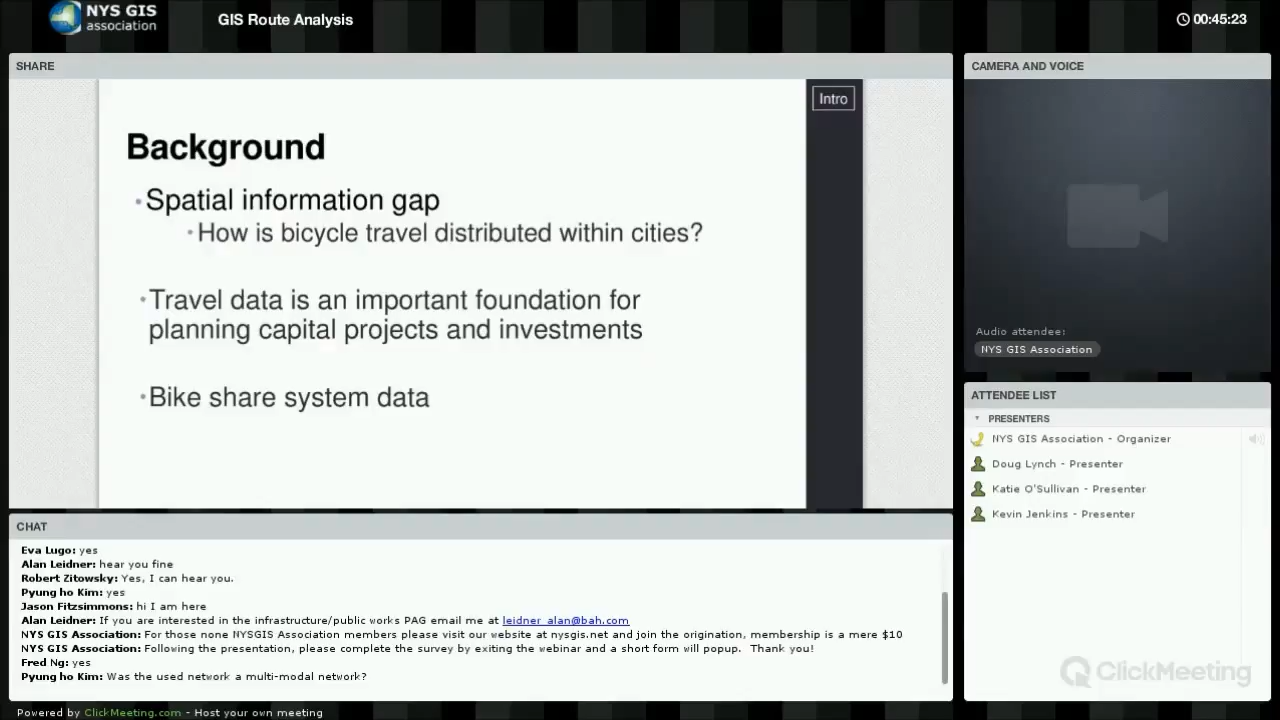 NYS GIS
association
GIS Route Analysis
00:45:23
SHARE
Intro
Background
Spatial information gap
How is bicycle travel distributed within cities?
Travel data is an important foundation for
planning capital projects and investments
Bike share system data
CAMERA AND VOICE
Audio attendee:
NYS GIS Association
ATTENDEE LIST
PRESENTERS
NYS GIS Association - Organizer
Doug Lynch - Presenter
Katie O'Sullivan - Presenter
Kevin Jenkins - Presenter
CHAT
Eva Lugo: yes
Alan Leidner: hear you fine
Robert Zitowsky: Yes, I can hear you.
Pyung ho Kim: yes
Jason Fitzsimmons: hi I am here
Alan Leidner: If you are interested in the infrastructure/public works PAG email me at leidner_alan@bah.com
NYS GIS Association: For those none NYSGIS Association members please visit our website at nysgis.net and join the origination, membership is a mere $10
NYS GIS Association: Following the presentation, please complete the survey by exiting the webinar and a short form will popup. Thank you!
Fred Ng: yes
Pyung ho Kim: Was the used network a multi-modal network?
ClickMeeting
Powered by ClickMeeting.com - Host your own meeting